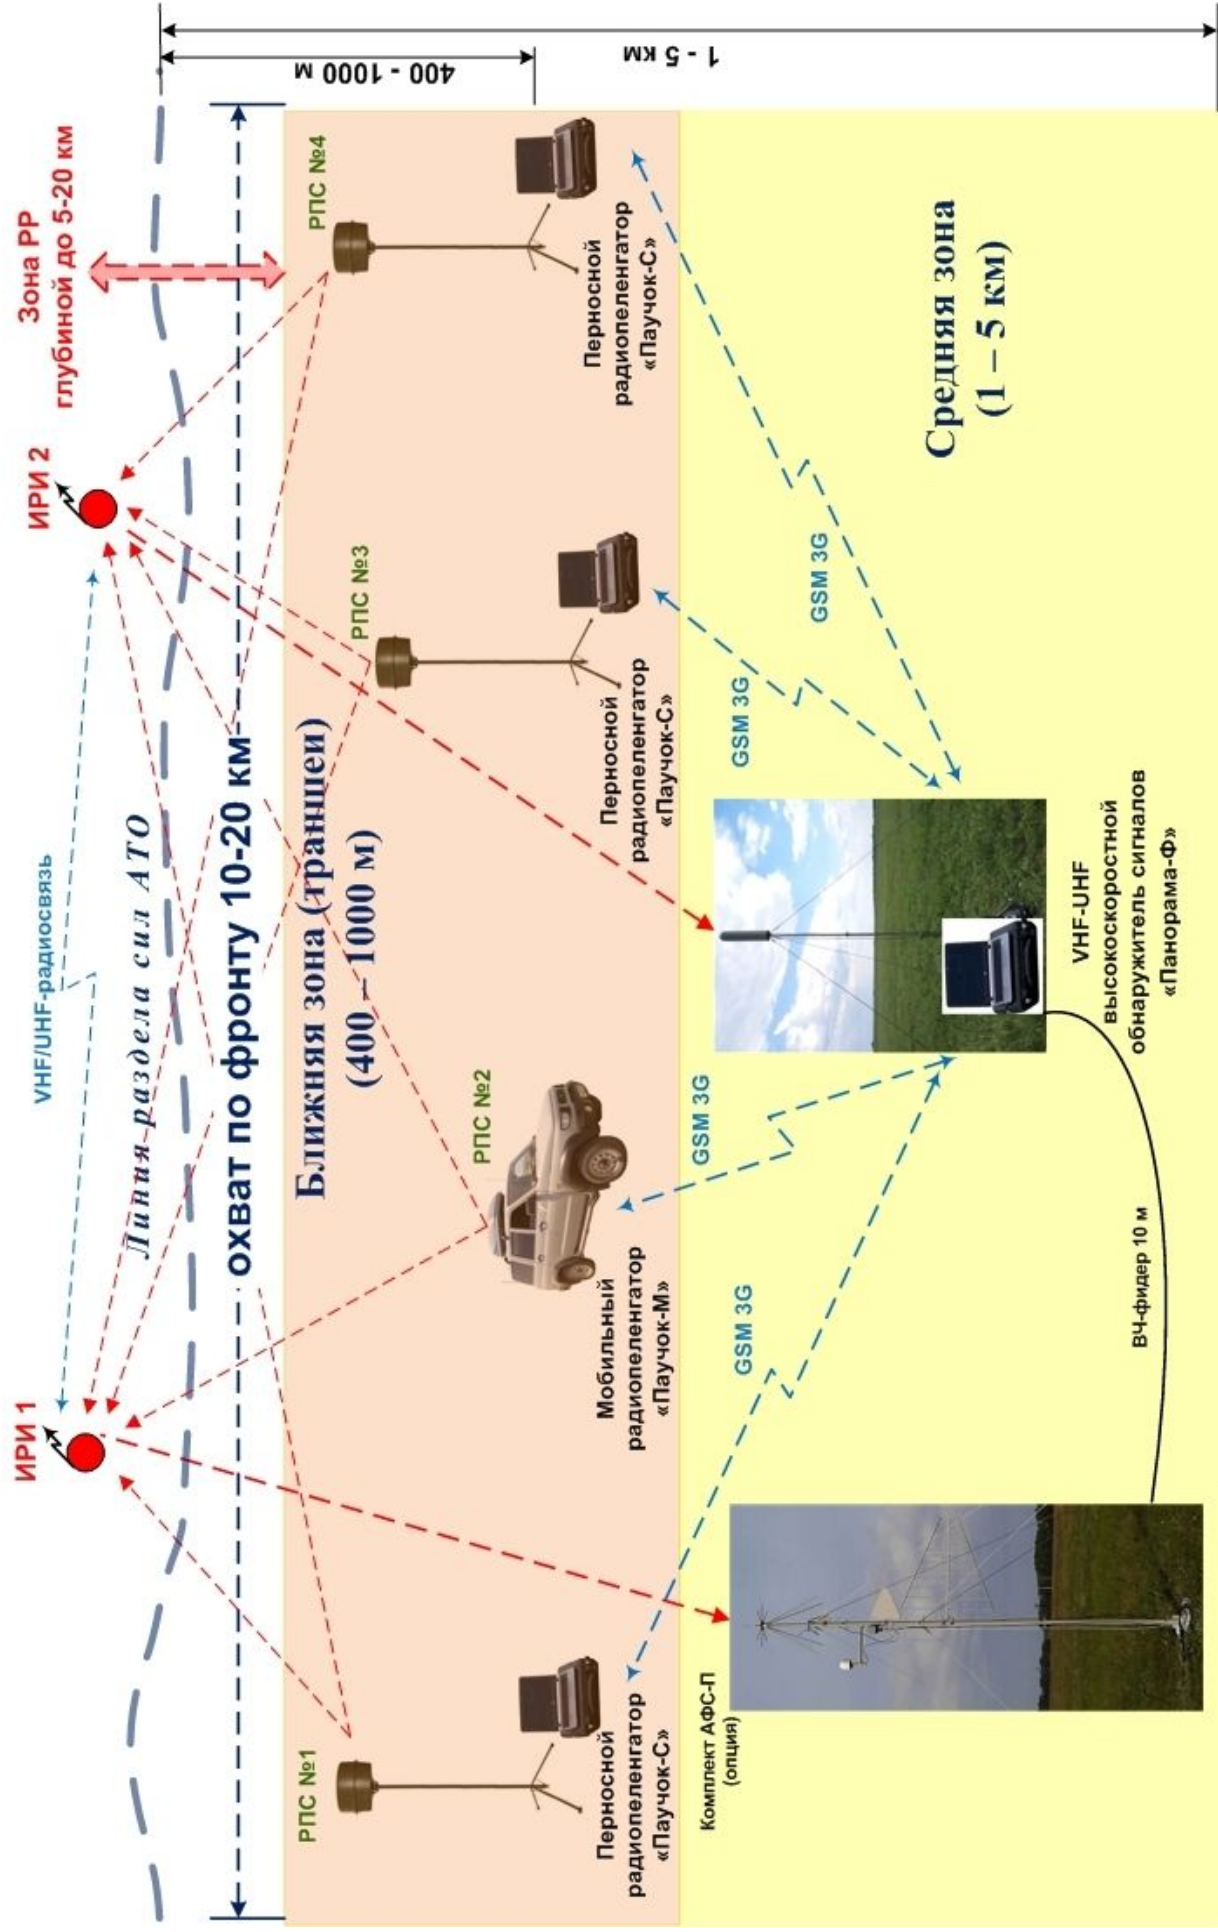 Зона РР
глубиной до 5-20 км
ИРИ 1
ИРИ 2
VHF/UHF-радиосвязь
Линия раздела сил АТО
охват по фронту 10-20 км
400 - 1000 м
1 - 5 км
Ближняя зона (траншеи)
(400 – 1000 м)
РПС №1
РПС №2
РПС №3
РПС №4
Перносной
радиопеленгатор
«Паучок-С»
Мобильный
радиопеленгатор
«Паучок-М»
Перносной
радиопеленгатор
«Паучок-С»
Перносной
радиопеленгатор
«Паучок-С»
GSM 3G
GSM 3G
GSM 3G
GSM 3G
Средняя зона
(1 – 5 км)
Комплект АФС-П
(опция)
ВЧ-фидер 10 м
VHF-UHF
высокоскоростной
обнаружитель сигналов
«Панорама-Ф»